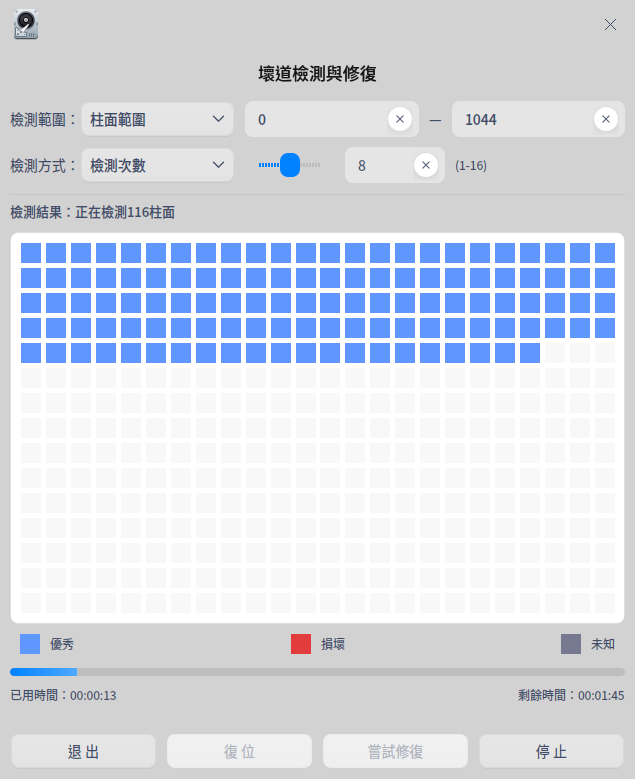 壞道檢測與修復
檢測範圍： 柱面範圍 0 — 1044
檢測方式： 檢測次數 8 (1-16)
檢測結果：正在檢測116柱面
優秀 損壞 未知
已用時間：00:00:13 剩餘時間：00:01:45
退出 復位 嘗試修復 停止